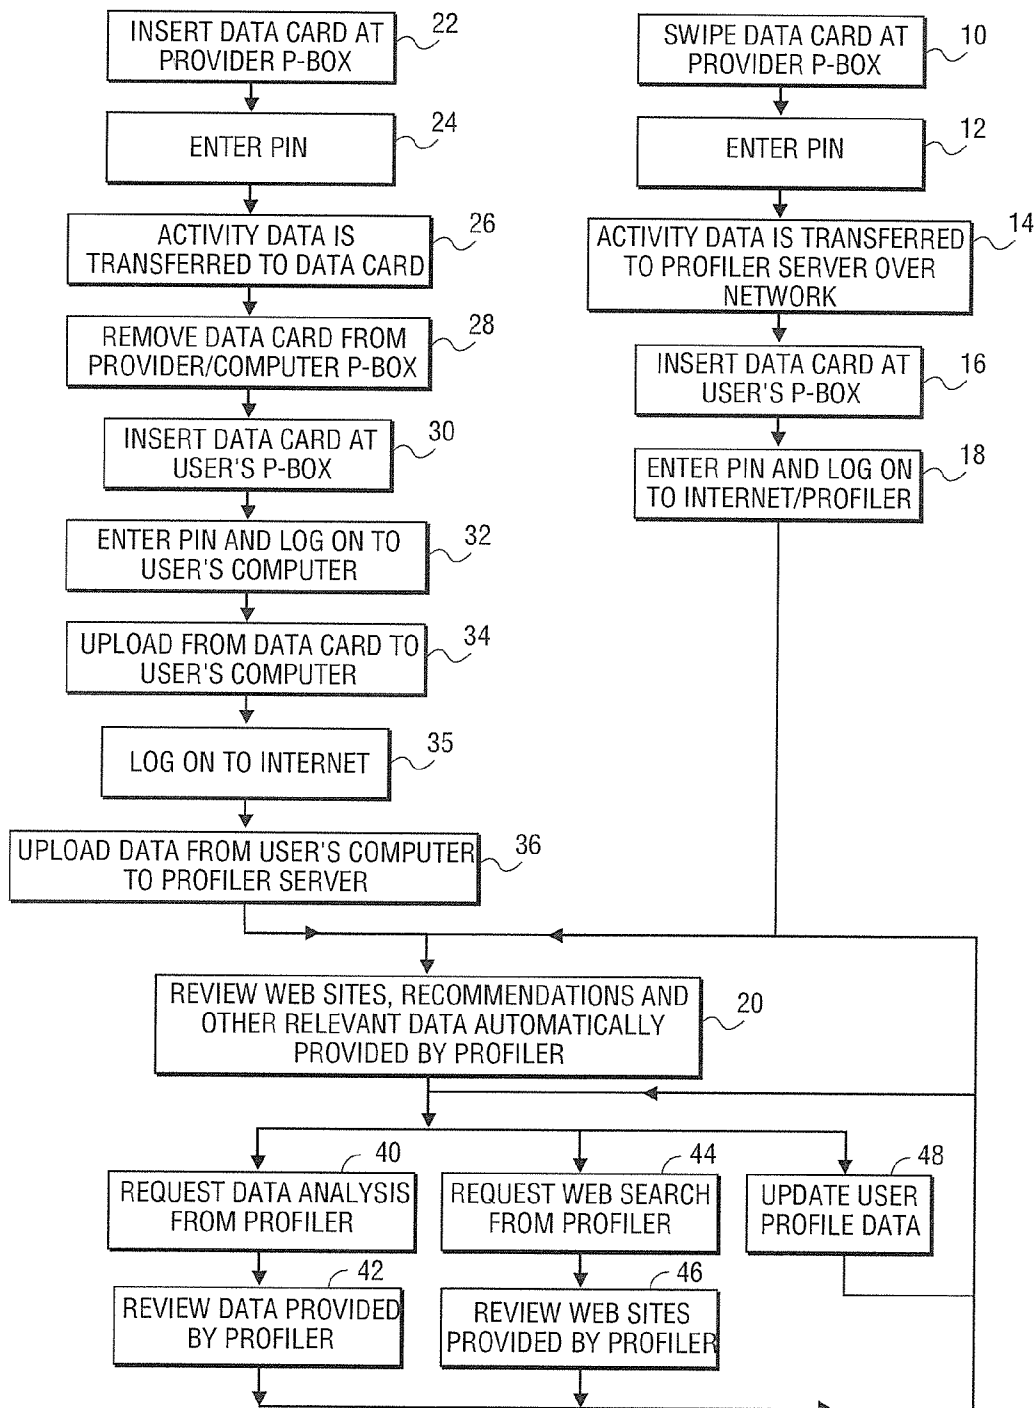 INSERT DATA CARD AT
PROVIDER P-BOX
22
ENTER PIN
24
ACTIVITY DATA IS
TRANSFERRED TO DATA CARD
26
REMOVE DATA CARD FROM
PROVIDER/COMPUTER P-BOX
28
INSERT DATA CARD AT
USER'S P-BOX
30
ENTER PIN AND LOG ON TO
USER'S COMPUTER
32
UPLOAD FROM DATA CARD TO
USER'S COMPUTER
34
LOG ON TO INTERNET
35
UPLOAD DATA FROM USER'S COMPUTER
TO PROFILER SERVER
36
SWIPE DATA CARD AT
PROVIDER P-BOX
10
ENTER PIN
12
ACTIVITY DATA IS TRANSFERRED
TO PROFILER SERVER OVER
NETWORK
14
INSERT DATA CARD AT
USER'S P-BOX
16
ENTER PIN AND LOG ON
TO INTERNET/PROFILER
18
REVIEW WEB SITES, RECOMMENDATIONS AND
OTHER RELEVANT DATA AUTOMATICALLY
PROVIDED BY PROFILER
20
40
REQUEST DATA ANALYSIS
FROM PROFILER
42
REVIEW DATA PROVIDED
BY PROFILER
44
REQUEST WEB SEARCH
FROM PROFILER
46
REVIEW WEB SITES
PROVIDED BY PROFILER
48
UPDATE USER
PROFILE DATA